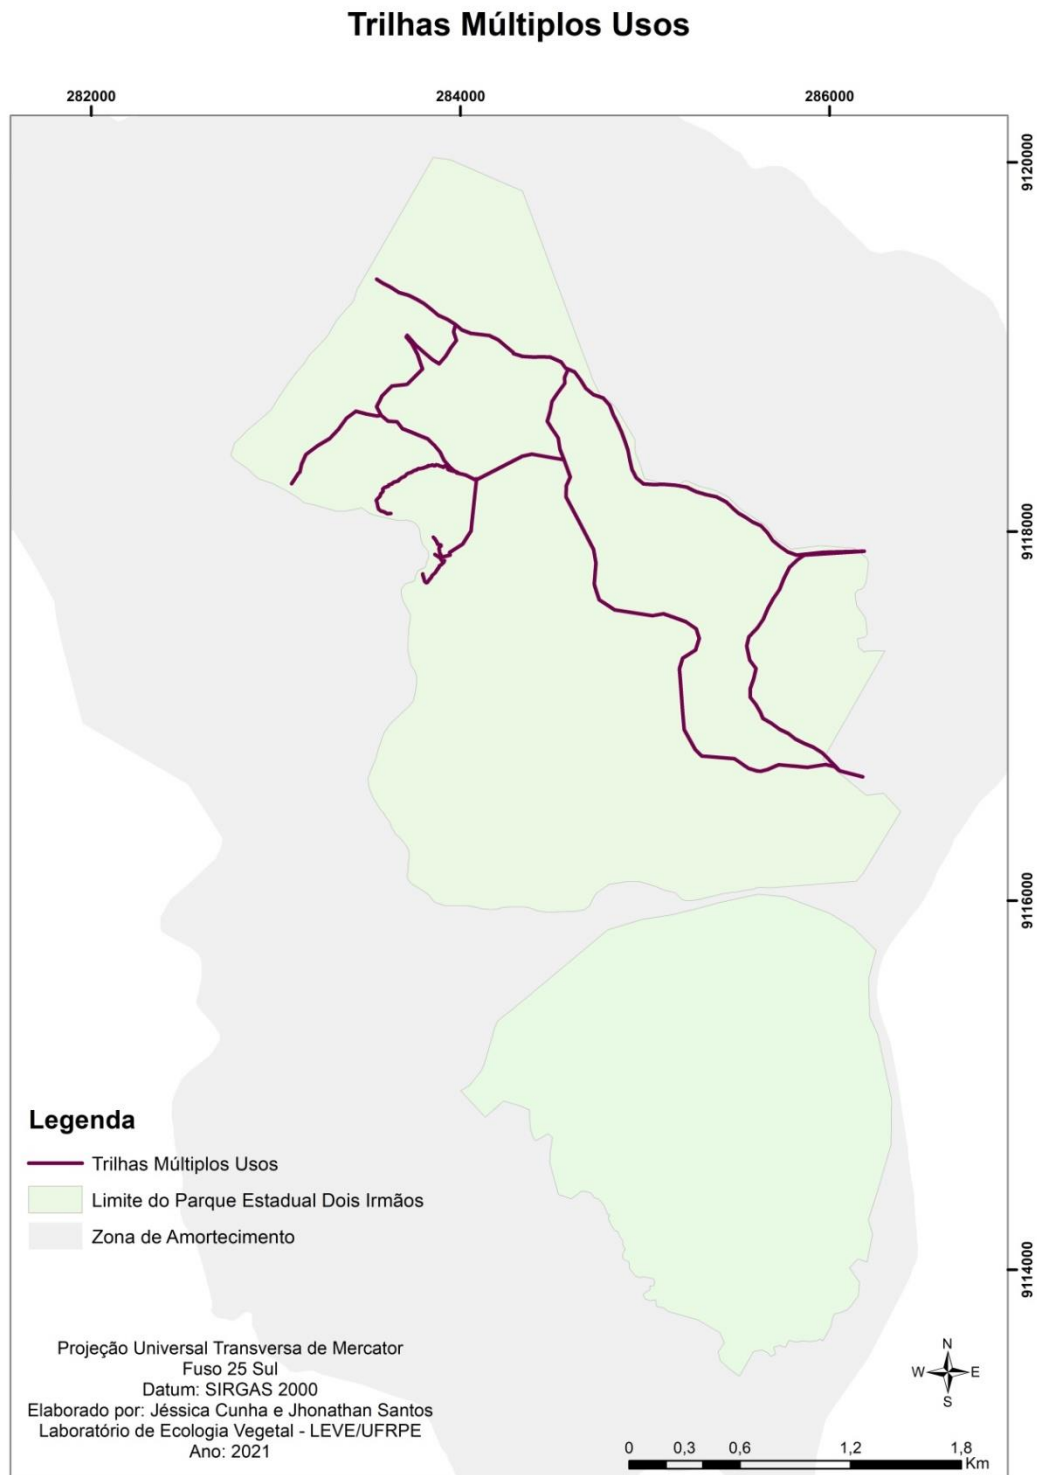 Trilhas Múltiplos Usos
282000
284000
286000
9120000
9118000
9116000
9114000
Legenda
Trilhas Múltiplos Usos
Limite do Parque Estadual Dois Irmãos
Zona de Amortecimento
Projeção Universal Transversa de Mercator
Fuso 25 Sul
Datum: SIRGAS 2000
Elaborado por: Jéssica Cunha e Jhonathan Santos
Laboratório de Ecologia Vegetal - LEVE/UFRPE
Ano: 2021
N
W E
S
0 0,3 0,6 1,2 1,8
Km